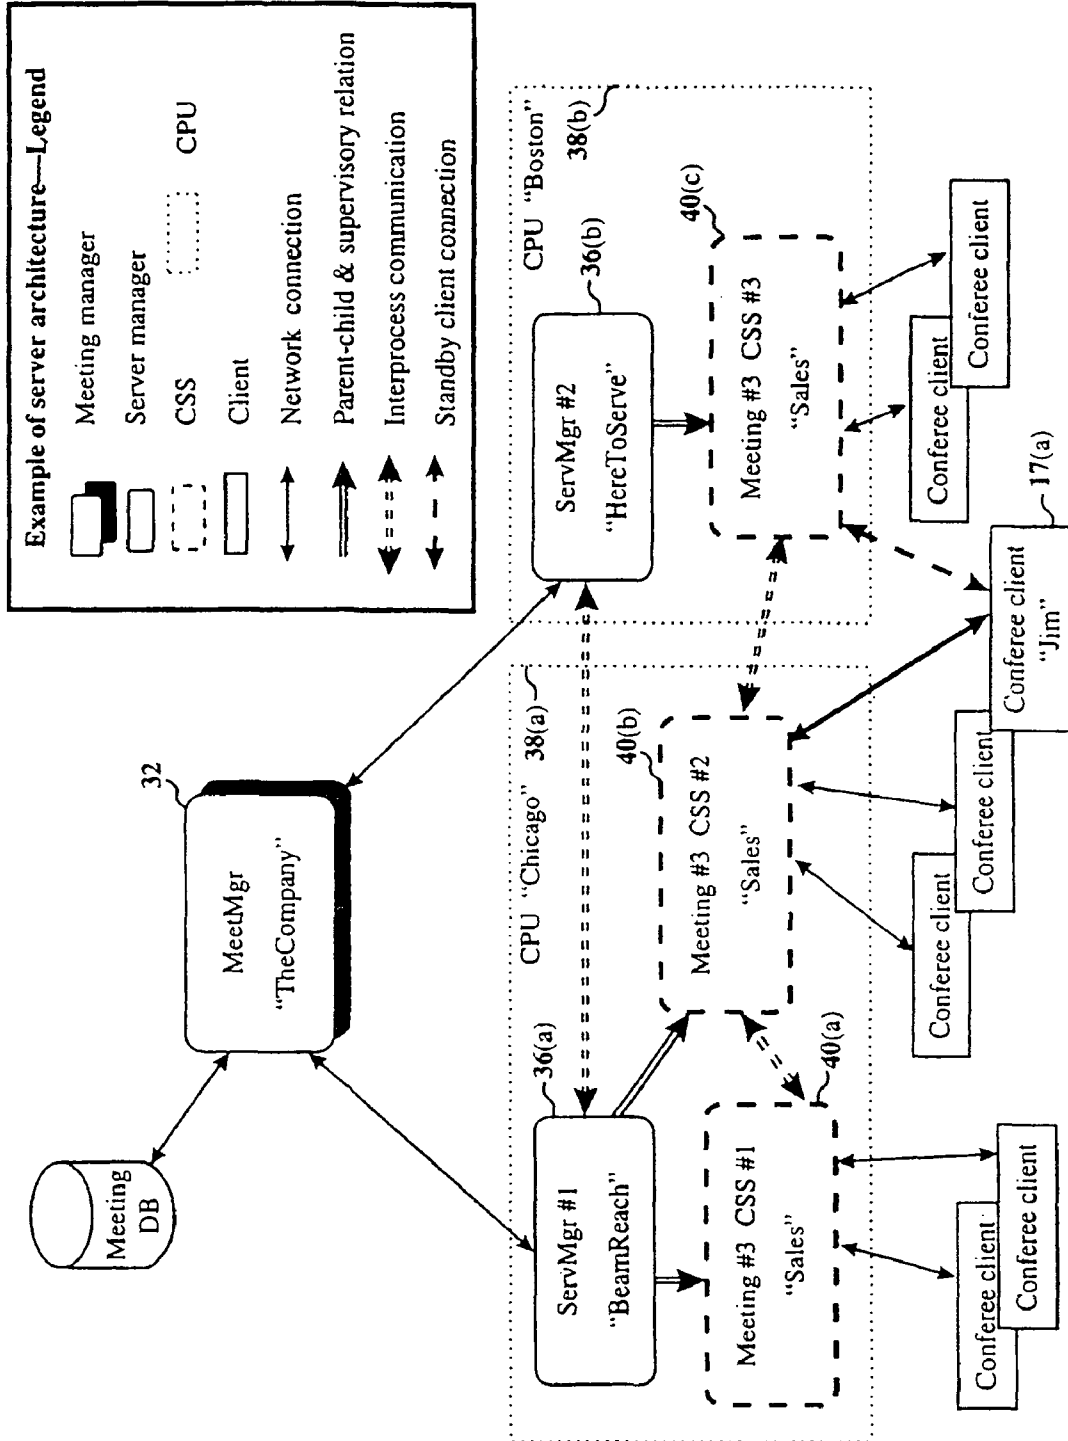 Example of server architecture—Legend
Meeting manager
Server manager
CSS
CPU
Client
Network connection
Parent-child & supervisory relation
Interprocess communication
Standby client connection
Meeting
DB
32
MeetMgr
“TheCompany”
CPU “Chicago”
38(a)
36(a)
ServMgr #1
“BeamReach”
40(b)
Meeting #3 CSS #2
“Sales”
40(a)
Meeting #3 CSS #1
“Sales”
CPU “Boston”
38(b)
36(b)
ServMgr #2
“HereToServe”
40(c)
Meeting #3 CSS #3
“Sales”
Conferee client
Conferee client
Conferee client
Conferee client
Conferee client
“Jim”
17(a)
Conferee client
Conferee client